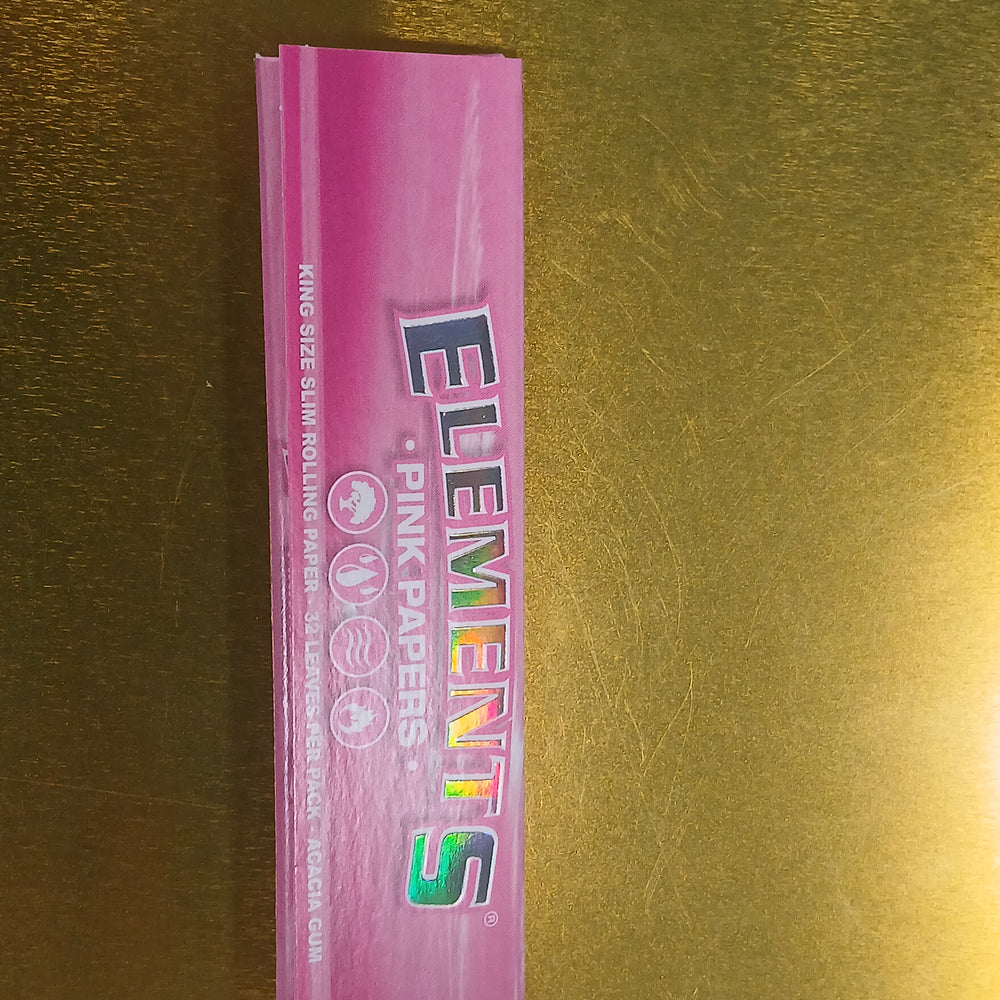 ELEMENTS®
· PINK PAPERS ·
KING SIZE SLIM ROLLING PAPER 32 LEAVES PER PACK ACACIA GUM